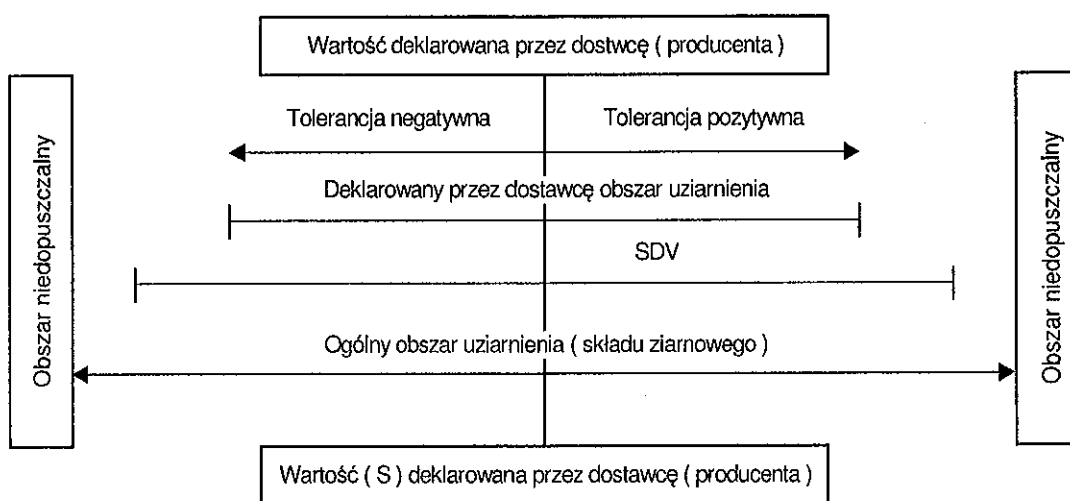 Wartość deklarowana przez dostwcę ( producenta )
Obszar niedopuszczalny
Tolerancja negatywna
Tolerancja pozytywna
Deklarowany przez dostawcę obszar uziarnienia
SDV
Ogólny obszar uziarnienia ( składu ziarnowego )
Obszar niedopuszczalny
Wartość ( S ) deklarowana przez dostawcę ( producenta )